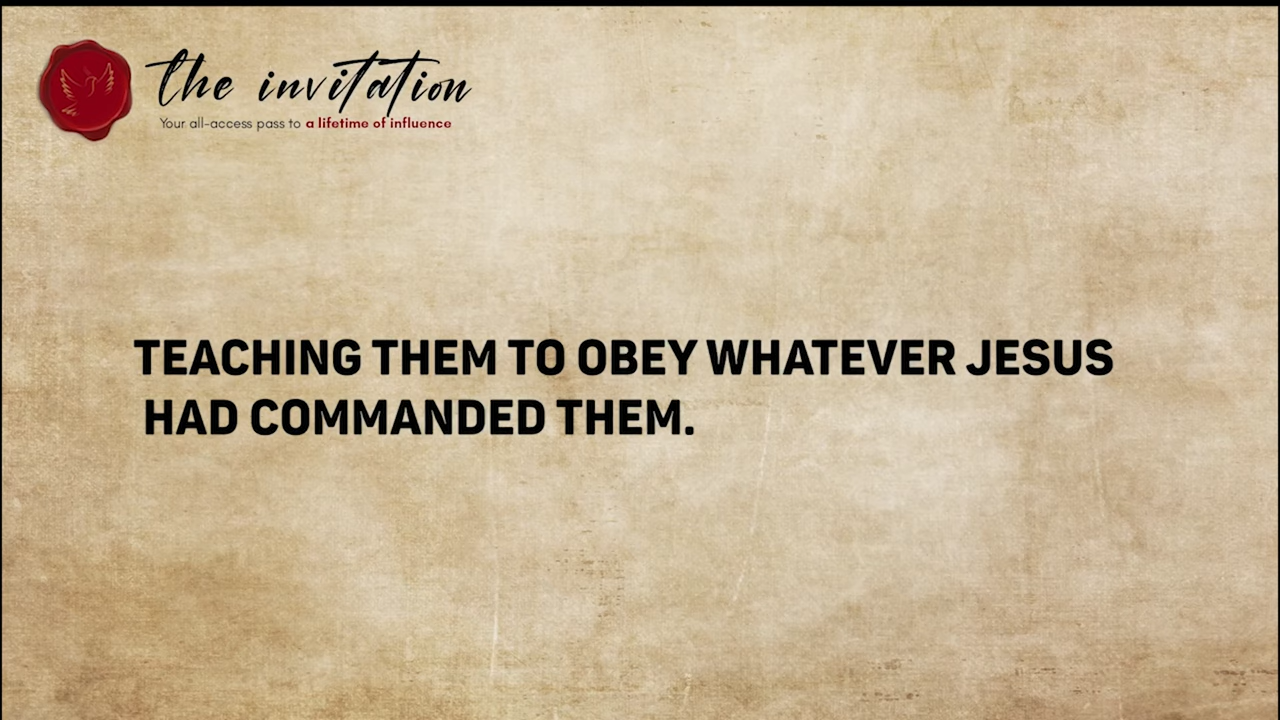 the invitation
Your all-access pass to a lifetime of influence
TEACHING THEM TO OBEY WHATEVER JESUS
HAD COMMANDED THEM.